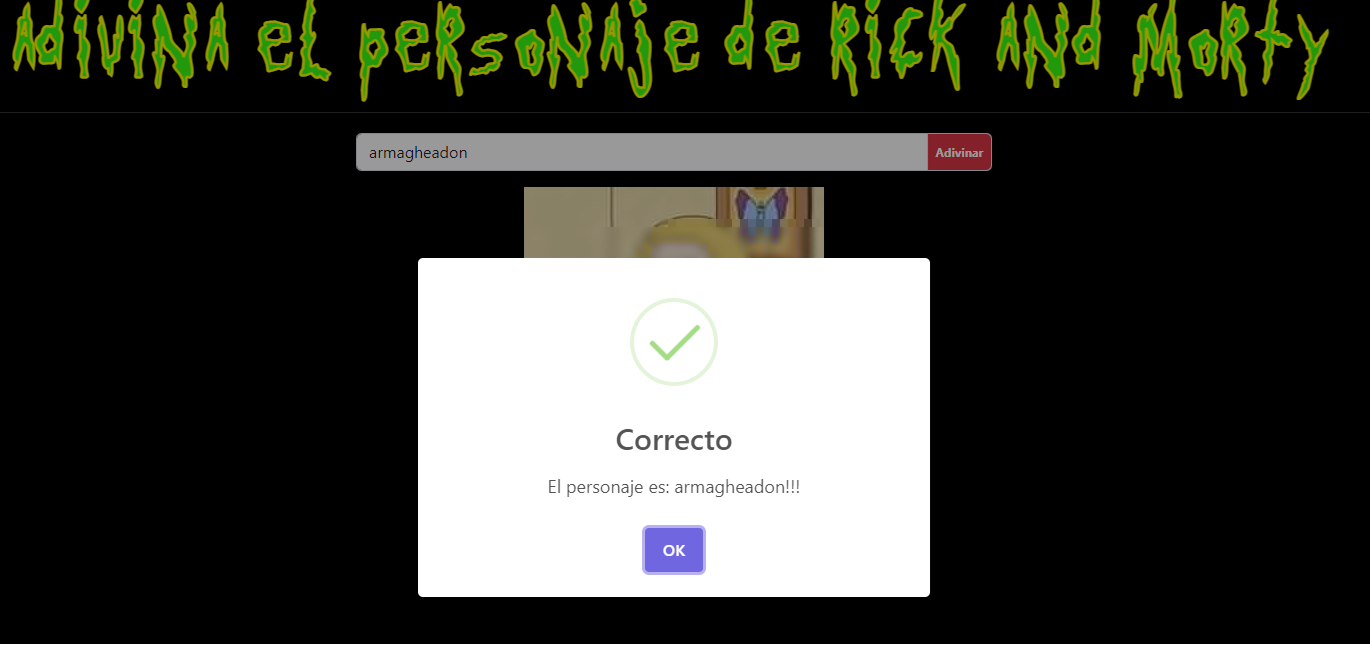 Adivina el personaje de Rick and Morty
armagheadon
Adivinar
Correcto
El personaje es: armagheadon!!!
OK